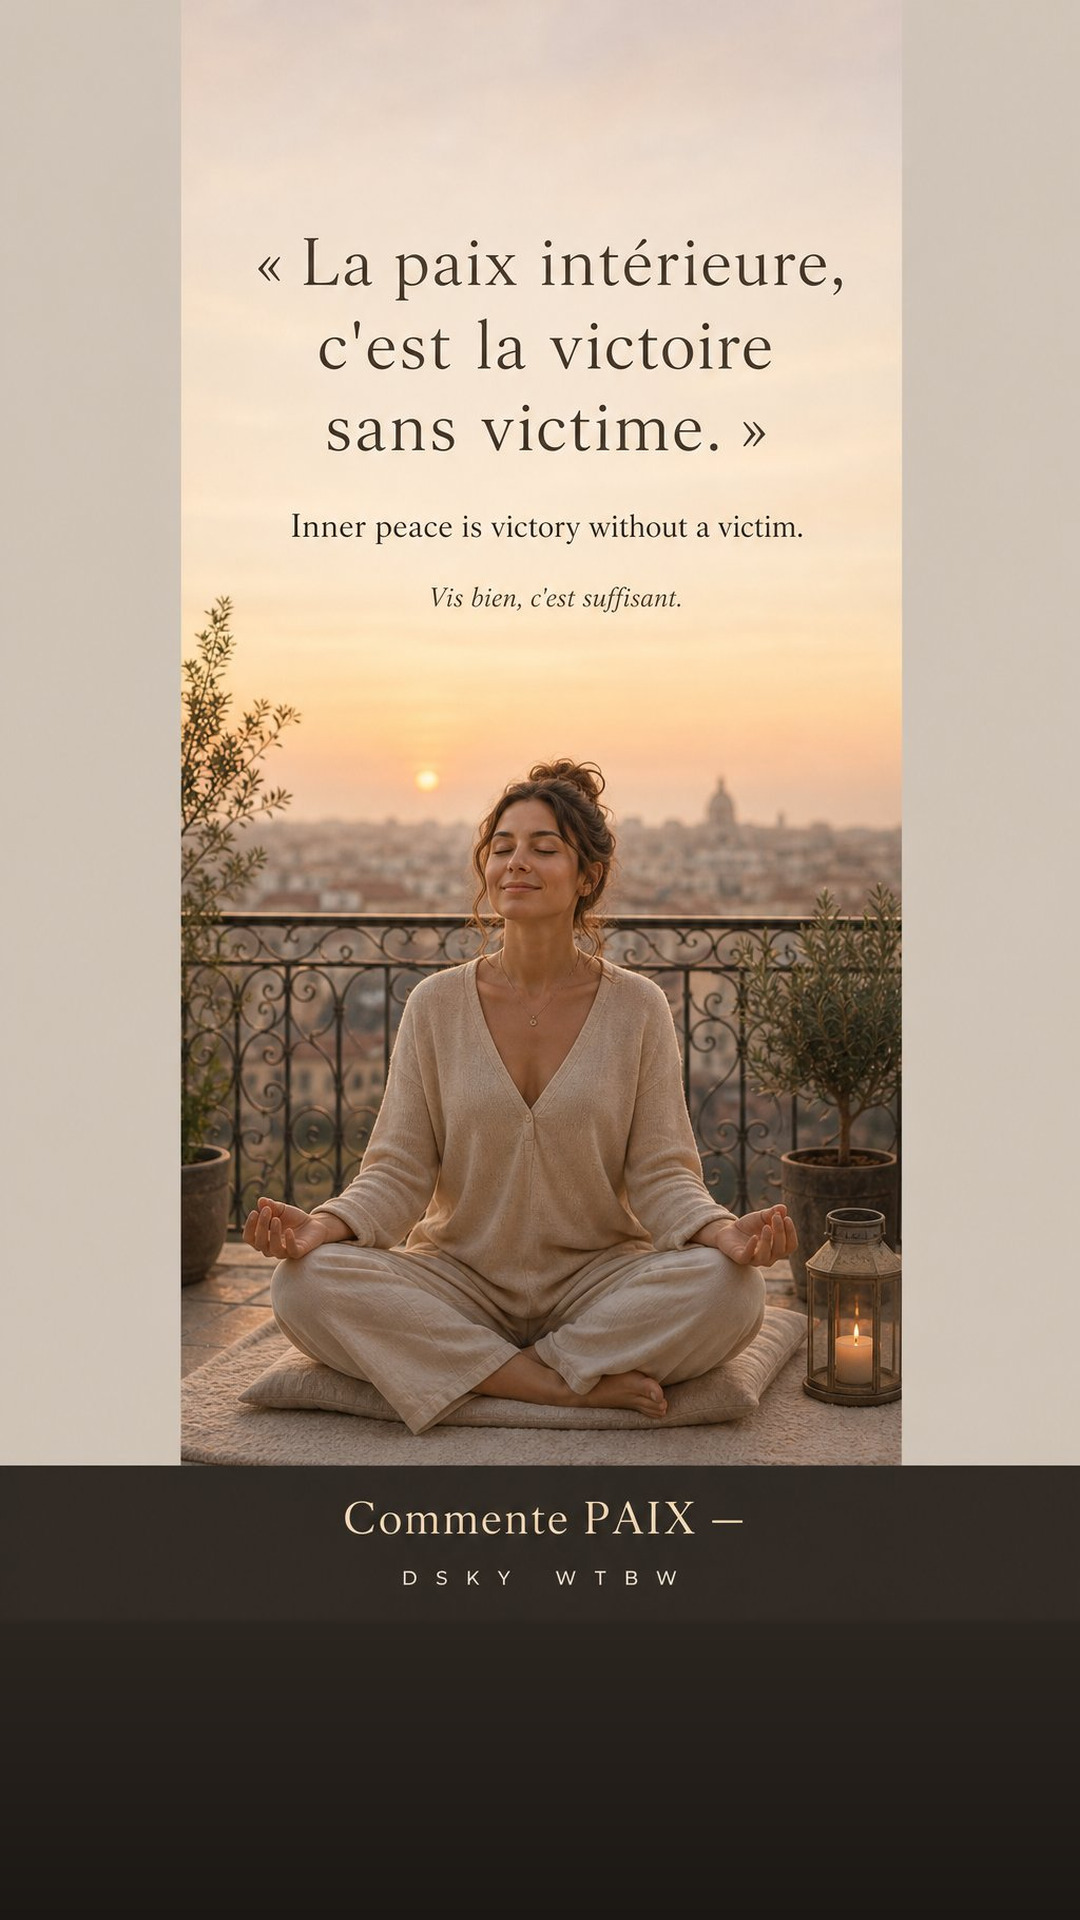 « La paix intérieure,
c'est la victoire
sans victime. »
Inner peace is victory without a victim.
Vis bien, c'est suffisant.
Commente PAIX —
DSKY WTBW